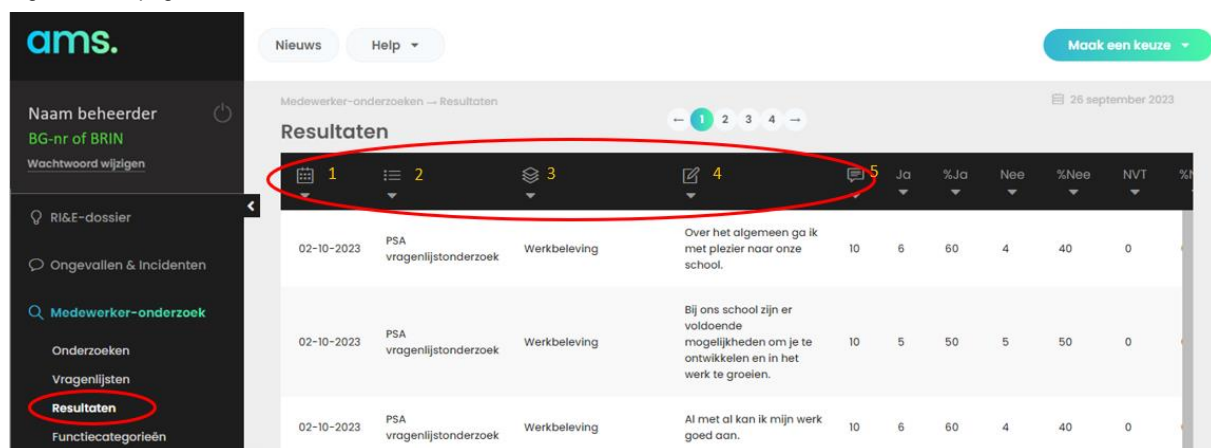 ams.
Nieuws Help Maak een keuze
Naam beheerder
BG-nr of BRIN
Wachtwoord wijzigen
Medewerker-onderzoeken → Resultaten
26 september 2023
Resultaten
← 1 2 3 4 →
1 2 3 4 5 Ja %Ja Nee %Nee NVT
RI&E-dossier
Ongevallen & Incidenten
Medewerker-onderzoek
Onderzoeken
Vragenlijsten
Resultaten
Functiecategorieën
02-10-2023 PSA vragenlijstonderzoek Werkbeleving
Over het algemeen ga ik
met plezier naar onze
school.
10 6 60 4 40 0
02-10-2023 PSA vragenlijstonderzoek Werkbeleving
Bij ons school zijn er
voldoende
mogelijkheden om je te
ontwikkelen en in het
werk te groeien.
10 5 50 5 50 0
02-10-2023 PSA vragenlijstonderzoek Werkbeleving
Al met al kan ik mijn werk
goed aan.
10 6 60 4 40 0